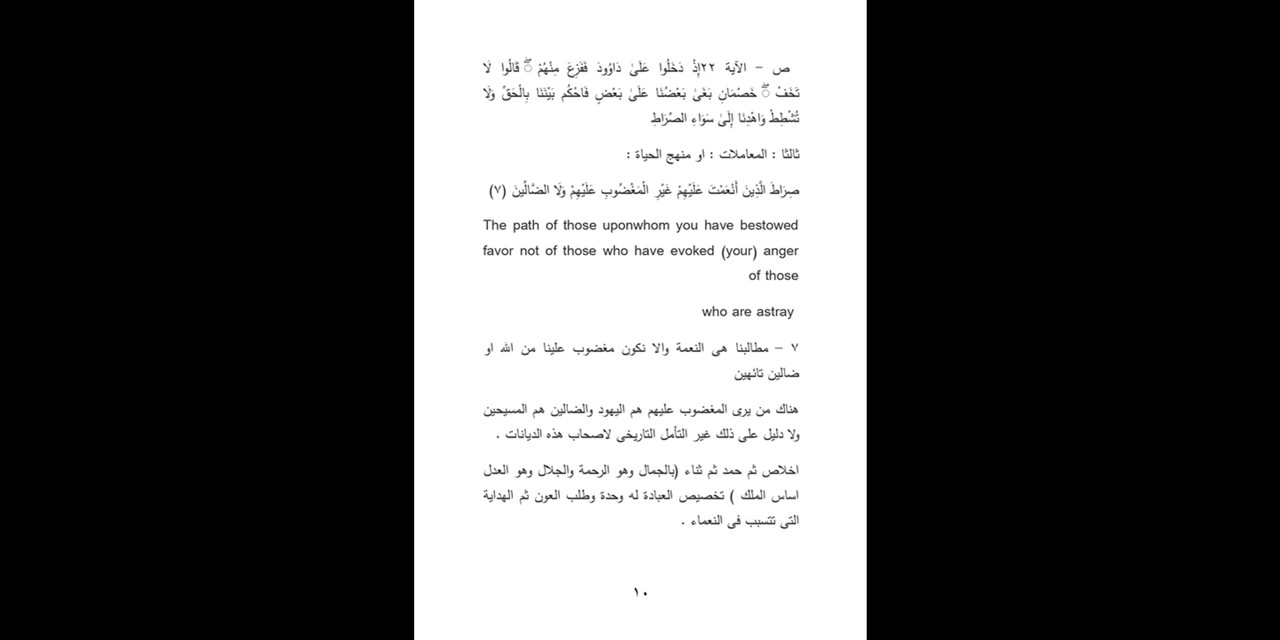 ص – الآية ٢٢إِذْ دَخَلُوا عَلَىٰ دَاوُودَ فَفَزِعَ مِنْهُمْ ۖ قَالُوا لَا
تَخَفْ ۖ خَصْمَانِ بَغَىٰ بَعْضُنَا عَلَىٰ بَعْضٍ فَاحْكُم بَيْنَنَا بِالْحَقِّ وَلَا
تُشْطِطْ وَاهْدِنَا إِلَىٰ سَوَاءِ الصِّرَاطِ
ثالثا : المعاملات : او منهج الحياة :
صِرَاطَ الَّذِينَ أَنْعَمْتَ عَلَيْهِمْ غَيْرِ الْمَغْضُوبِ عَلَيْهِمْ وَلَا الضَّالِّينَ (٧)
The path of those uponwhom you have bestowed
favor not of those who have evoked (your) anger
of those
who are astray
٧ – مطالبنا هى النعمة والا نكون مغضوب علينا من الله او
ضالين تائهين
هناك من يرى المغضوب عليهم هم اليهود والضالين هم المسيحين
ولا دليل على ذلك غير التأمل التاريخى لاصحاب هذه الديانات .
اخلاص ثم حمد ثم ثناء (بالجمال وهو الرحمة والجلال وهو العدل
اساس الملك ) تخصيص العبادة له وحدة وطلب العون ثم الهداية
التى تتسبب فى النعماء .
١٠